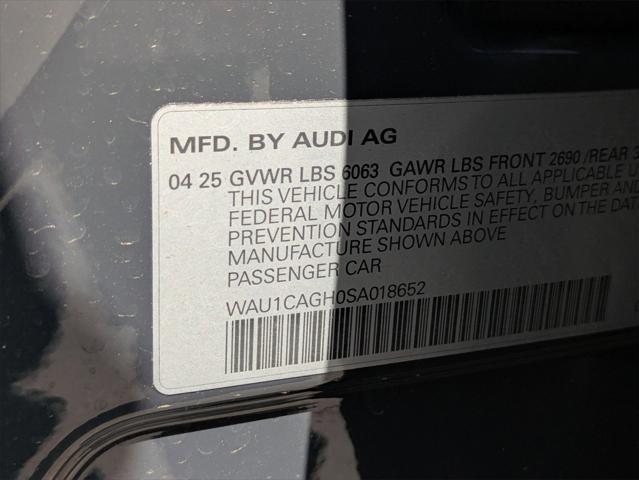 MFD. BY AUDI AG
04 25 GVWR LBS 6063 GAWR LBS FRONT 2690 /REAR
THIS VEHICLE CONFORMS TO ALL APPLICABLE
FEDERAL MOTOR VEHICLE SAFETY, BUMPER AND
PREVENTION STANDARDS IN EFFECT ON THE
MANUFACTURE SHOWN ABOVE
PASSENGER CAR
WAU1CAGH0SA018652